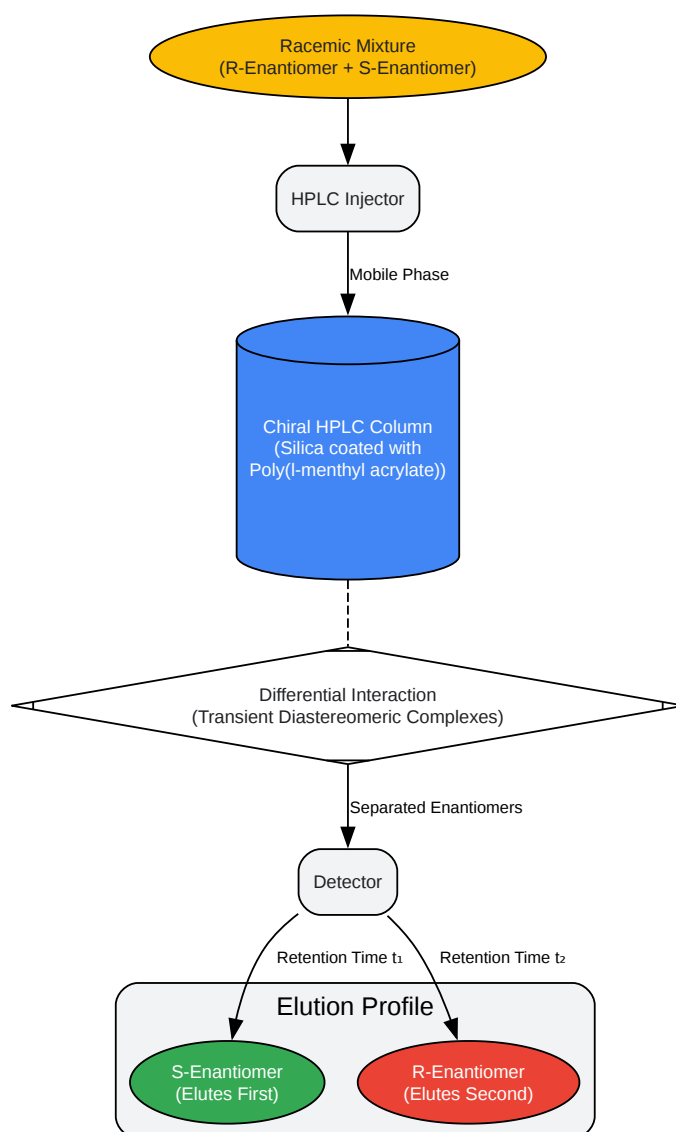 Racemic Mixture
(R-Enantiomer + S-Enantiomer)
HPLC Injector
Mobile Phase
Chiral HPLC Column
(Silica coated with
Poly(l-menthyl acrylate))
Differential Interaction
(Transient Diastereomeric Complexes)
Separated Enantiomers
Detector
Retention Time t₁
Retention Time t₂
Elution Profile
S-Enantiomer
(Elutes First)
R-Enantiomer
(Elutes Second)